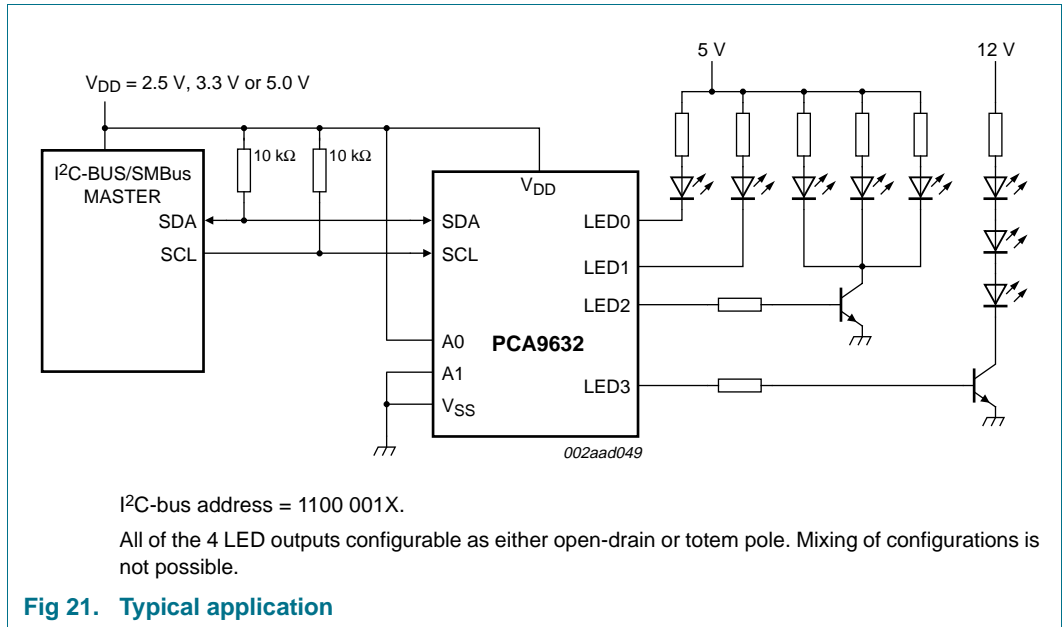 5 V
12 V
VDD = 2.5 V, 3.3 V or 5.0 V
10 kΩ
10 kΩ
I2C-BUS/SMBus
MASTER
SDA
SCL
VDD
SDA
SCL
A0
A1
VSS
PCA9632
LED0
LED1
LED2
LED3
002aad049
I2C-bus address = 1100 001X.
All of the 4 LED outputs configurable as either open-drain or totem pole. Mixing of configurations is
not possible.
Fig 21. Typical application